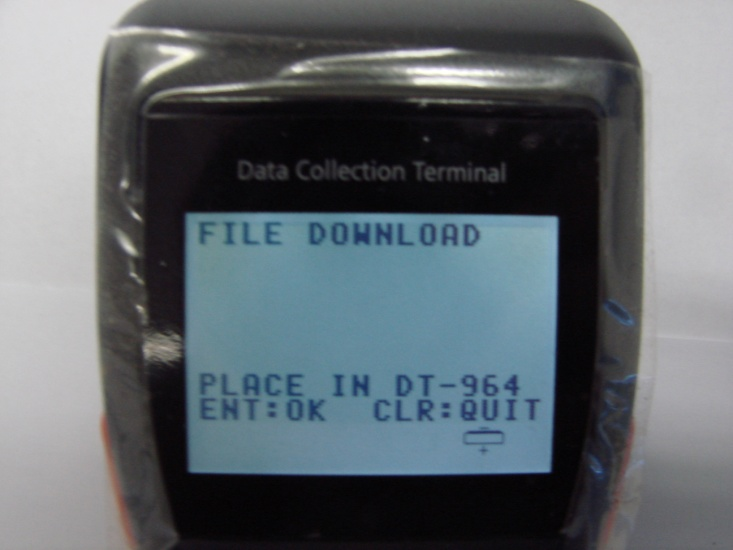 Data Collection Terminal
FILE DOWNLOAD
PLACE IN DT-964
ENT:OK CLR:QUIT